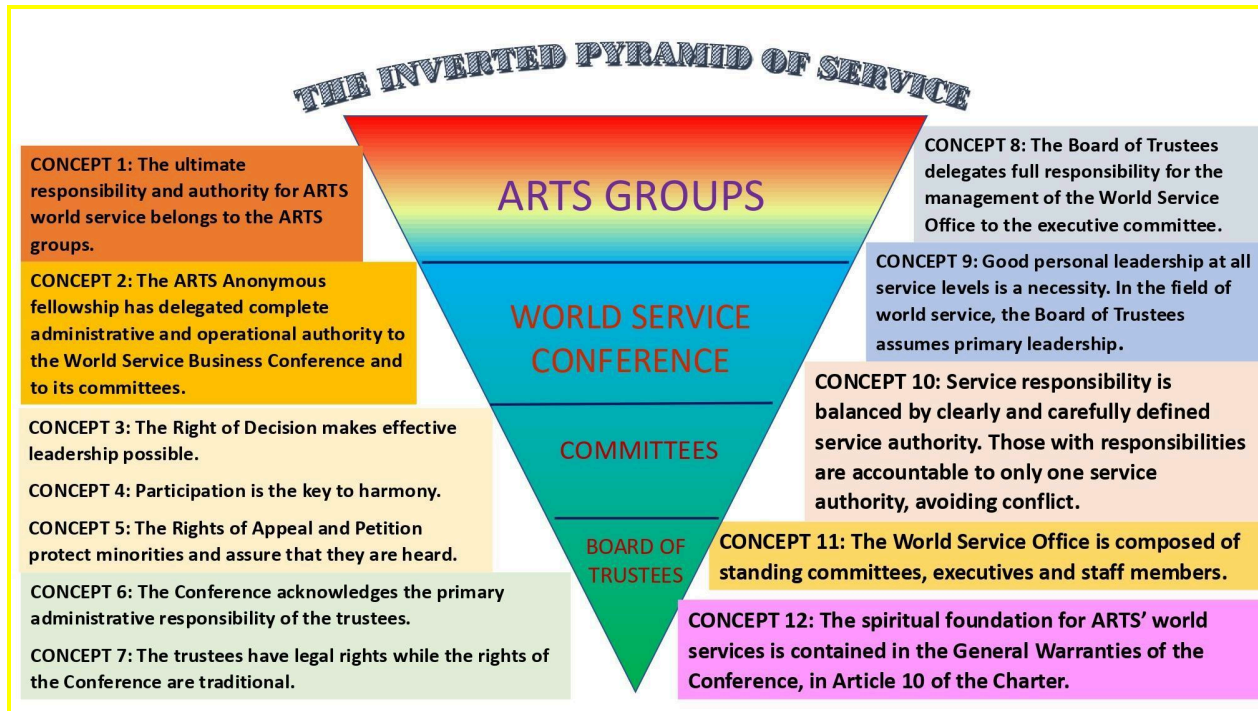 THE INVERTED PYRAMID OF SERVICE
CONCEPT 1: The ultimate
responsibility and authority for ARTS
world service belongs to the ARTS
groups.
CONCEPT 2: The ARTS Anonymous
fellowship has delegated complete
administrative and operational authority to
the World Service Business Conference and
to its committees.
CONCEPT 3: The Right of Decision makes effective
leadership possible.
CONCEPT 4: Participation is the key to harmony.
CONCEPT 5: The Rights of Appeal and Petition
protect minorities and assure that they are heard.
CONCEPT 6: The Conference acknowledges the primary
administrative responsibility of the trustees.
CONCEPT 7: The trustees have legal rights while the rights of
the Conference are traditional.
ARTS GROUPS
WORLD SERVICE
CONFERENCE
COMMITTEES
BOARD OF
TRUSTEES
CONCEPT 8: The Board of Trustees
delegates full responsibility for the
management of the World Service
Office to the executive committee.
CONCEPT 9: Good personal leadership at all
service levels is a necessity. In the field of
world service, the Board of Trustees
assumes primary leadership.
CONCEPT 10: Service responsibility is
balanced by clearly and carefully defined
service authority. Those with responsibilities
are accountable to only one service
authority, avoiding conflict.
CONCEPT 11: The World Service Office is composed of
standing committees, executives and staff members.
CONCEPT 12: The spiritual foundation for ARTS’ world
services is contained in the General Warranties of the
Conference, in Article 10 of the Charter.